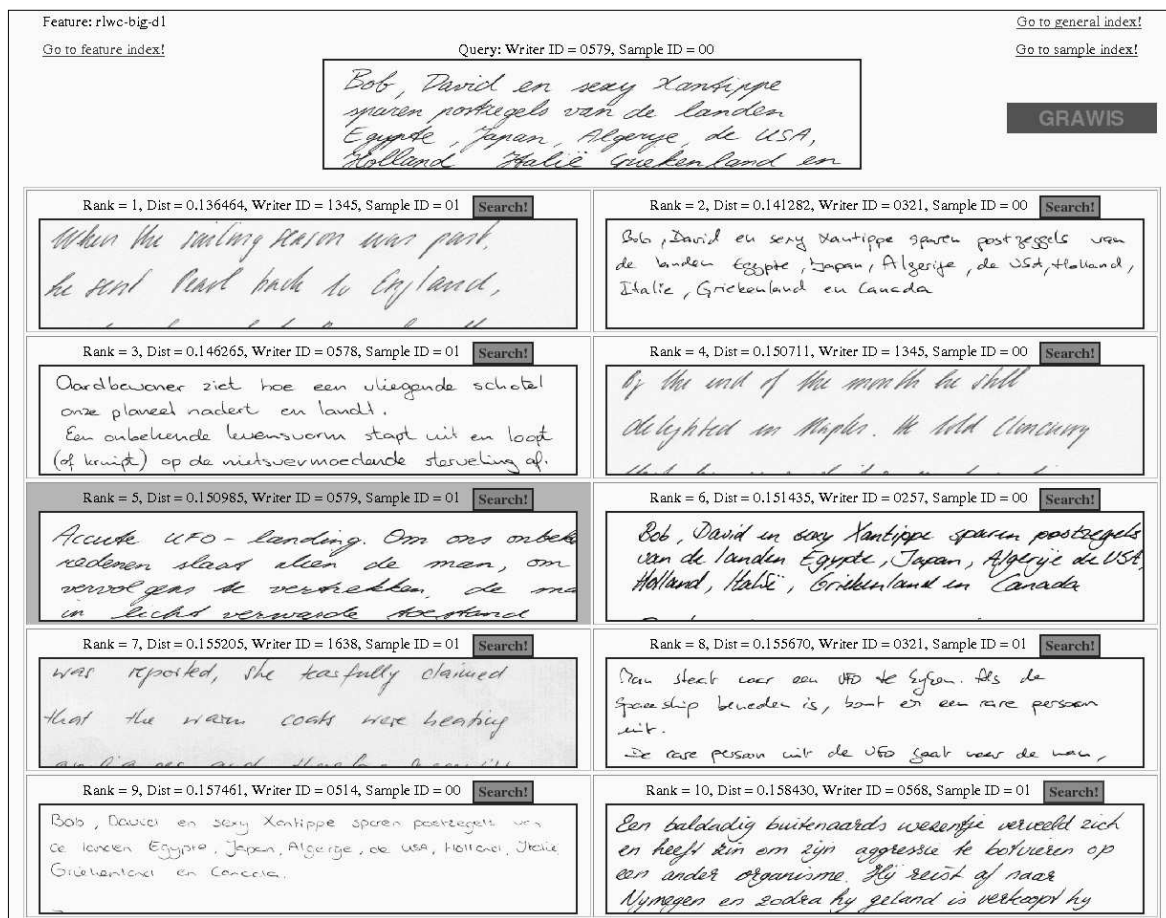 Feature: rlwc-big-d1
Go to general index!
Go to feature index!
Query: Writer ID = 0579, Sample ID = 00
Go to sample index!
Bob, David en sexy Xantippe
sparen postzegels van de landen
Egypte, Japan, Algerije, de USA,
Holland Italië Griekenland en
GRAWIS
Rank = 1, Dist = 0.136464, Writer ID = 1345, Sample ID = 01 Search!
When the sailing season was past,
he sent Pearl back to England,
Rank = 2, Dist = 0.141282, Writer ID = 0321, Sample ID = 00 Search!
Bob, David en sexy Xantippe sparen postzeggels van
de landen Egypte, Japan, Algerije, de USA, Holland,
Italie, Griekenland en Canada
Rank = 3, Dist = 0.146265, Writer ID = 0578, Sample ID = 01 Search!
Aardbewoner ziet hoe een vliegende schotel
onze planeet nadert en landt.
Een onbekende levensvorm stapt uit en loopt
(of kruipt) op de nietsvermoedende sterveling af.
Rank = 4, Dist = 0.150711, Writer ID = 1345, Sample ID = 00 Search!
By the end of the month he still
delighted in Naples. He told Clancurry
Rank = 5, Dist = 0.150985, Writer ID = 0579, Sample ID = 01 Search!
Accute UFO - landing. Om ons onbeke
redenen slaat alien de man, om
vervolgens te vertrekken, de ma
in licht verwarde toestand
Rank = 6, Dist = 0.151435, Writer ID = 0257, Sample ID = 00 Search!
Bob, David en sexy Xantippe sparen postzegels
van de landen Egypte, Japan, Algerije de USA,
Holland, Italië, Griekenland en Canada
Rank = 7, Dist = 0.155205, Writer ID = 1638, Sample ID = 01 Search!
was reported, she tearfully claimed
that the warm coats were heating
Rank = 8, Dist = 0.155670, Writer ID = 0321, Sample ID = 01 Search!
Man staat naar een UFO te kijken. Als de
spaceship beneden is, komt er een rare persoon
uit.
De rare persoon uit de UFO gaat naar de man,
Rank = 9, Dist = 0.157461, Writer ID = 0514, Sample ID = 00 Search!
Bob, David en sexy Xantippe sparen postzegels van
de landen Egypte, Japan, Algerije, de USA, Holland, Italie
Griekenland en Canada.
Rank = 10, Dist = 0.158430, Writer ID = 0568, Sample ID = 01 Search!
Een baldadig buitenaards wesentje verveeld zich
en heeft zin om zijn aggressie te botvieren op
een ander organisme. Hij reist af naar
Nymegen en zodra hy geland is verkoopt hy